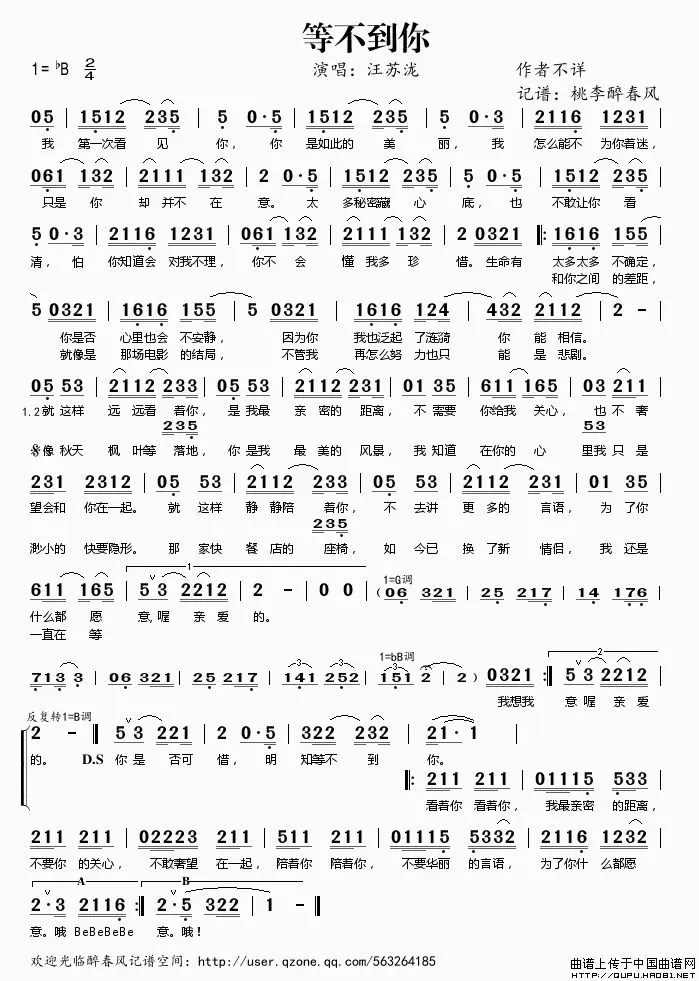 等不到你
1=♭B 2/4
演唱：汪苏泷
作者不详
记谱：桃李醉春风
05 | 1512 235 | 5 0·5 | 1512 235 | 5 0·3 | 2116 1231 |
我 第一次看 见 你，你 是如此的 美 丽，我 怎么能不 为你着迷，
061 132 | 2111 132 | 2 0·5 | 1512 235 | 5 0·5 | 1512 235 |
只是 你 却 并不 在 意。太 多秘密藏 心 底，也 不敢让你 看
5 0·3 | 2116 1231 | 061 132 | 2111 132 | 2 0321 |: 1616 155 |
清，怕 你知道会 对我不理，你不 会 懂 我多 珍 惜。生命有 太多太多 不确定，
和你之间 的差距，
5 0321 | 1616 155 | 5 0321 | 1616 124 | 432 2112 | 2 - |
你是否 心里也会 不安静， 因为你 我也泛起 了涟漪 你 能 相信。
就像是 那场电影 的结局， 不管我 再怎么努 力也只 能 是 悲剧。
05 53 | 2112 233 | 05 53 | 2112 231 | 01 35 | 611 165 | 03 211 |
1.2就 这样 远 远看 着你，是 我最 亲 密的 距离，不 需要 你给我 关心，也 不奢
235 53
𝄋像 秋天 枫 叶等 落地，你 是我 最 美的 风景，我 知道 在你的 心 里我 只 是
231 2312 | 05 53 | 2112 233 | 05 53 | 2112 231 | 01 35 |
望会和 你在一起。就 这样 静 静陪 着你，不 去讲 更 多的 言语，为 了你
235
渺小的 快要隐形。那 家快 餐 店的 座椅，如 今已 换 了新 情侣，我 还是
1
611 165 | 53 2212 | 2 - | 0 0 | (06 321 | 25 217 | 14 176 |
1=G调
什么都 愿 意,喔 亲 爱 的。
一直在 等
1=bB调 2
713 3 | 06 321 | 25 217 | 141 252 | 151 2 | 2) 0321 :| 53 2212 |
3 3 3
我想我 意 喔 亲 爱
反复转1=B调
2 - ‖ 53 221 | 2 0·5 | 322 232 | 21·1 |
的。 D.S 你 是 否可 惜，明 知等不 到 你。
|: 211 211 | 01115 533 |
看着你 看着你， 我最亲密 的距离，
211 211 | 02223 211 | 511 211 | 01115 5332 | 2116 1232 |
不要你 的关心， 不敢奢望 在一起，陪着你 陪着你， 不要华丽 的言语， 为了你什 么都愿
A B
2·3 2116 :| 2·5 322 | 1 - ‖
意。哦 BeBeBeBe 意。哦！
欢迎光临醉春风记谱空间：http://user.qzone.qq.com/563264185
曲谱上传于中国曲谱网
HTTP://QUPU.HAO81.NET